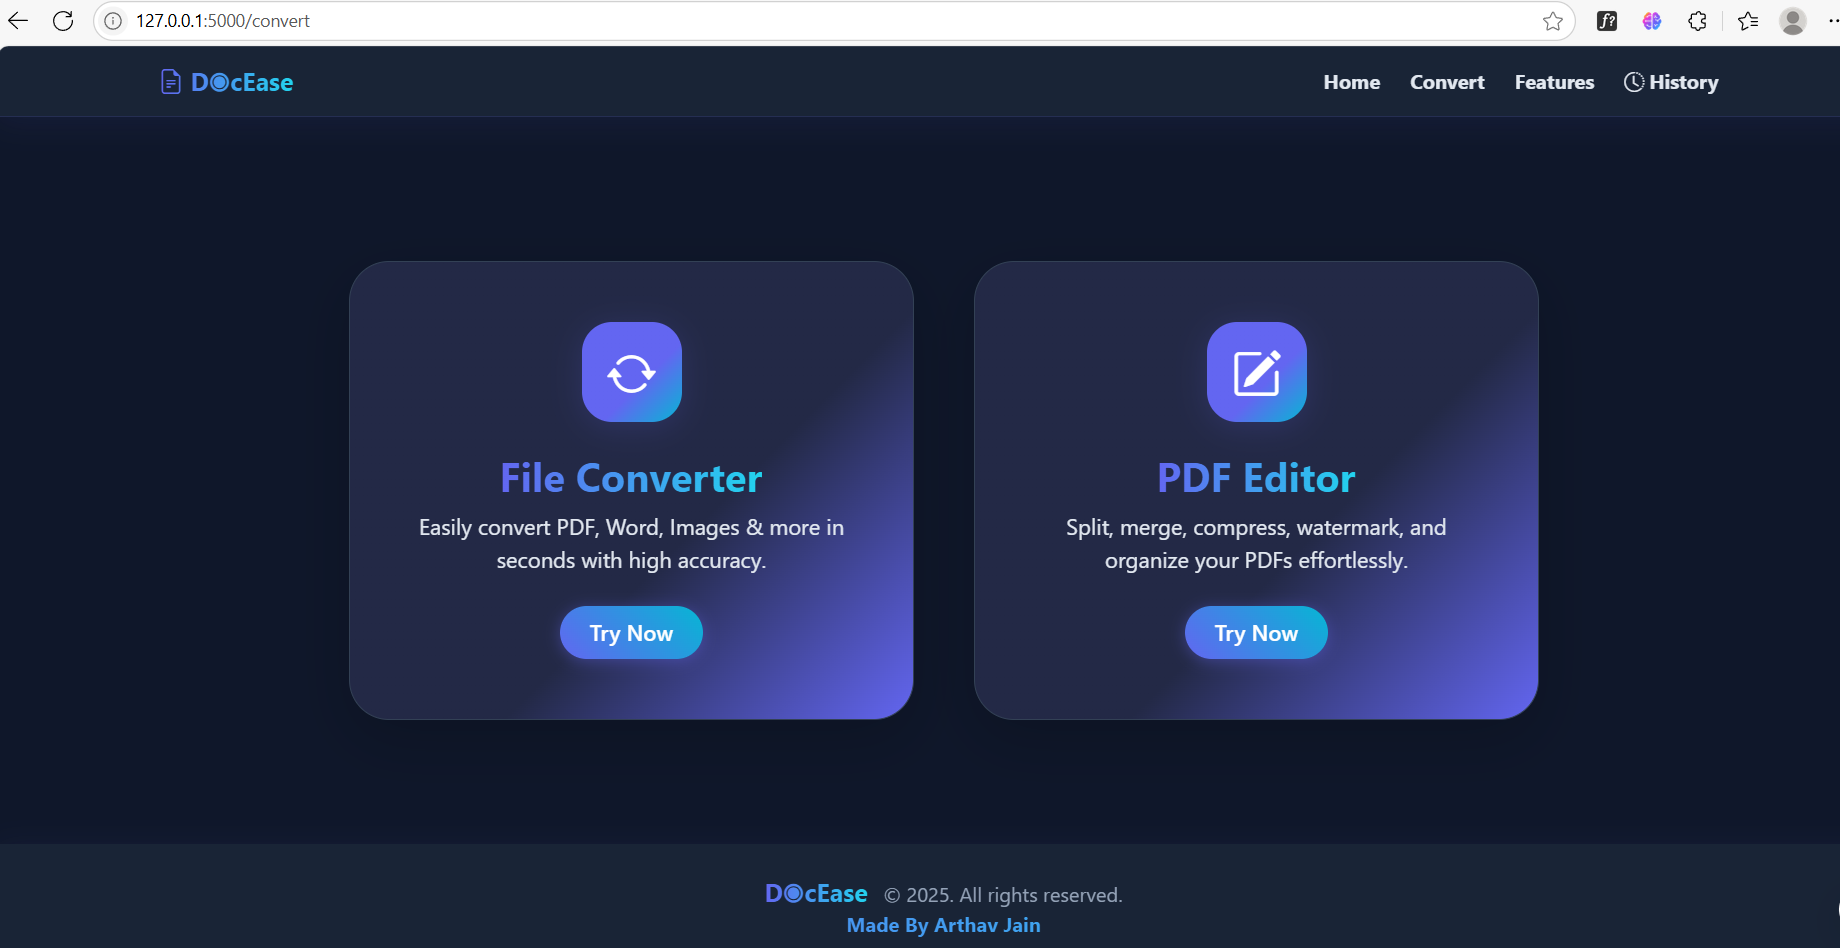 127.0.0.1:5000/convert
f?
D◉cEase
Home Convert Features History
File Converter
Easily convert PDF, Word, Images & more in
seconds with high accuracy.
Try Now
PDF Editor
Split, merge, compress, watermark, and
organize your PDFs effortlessly.
Try Now
D◉cEase © 2025. All rights reserved.
Made By Arthav Jain